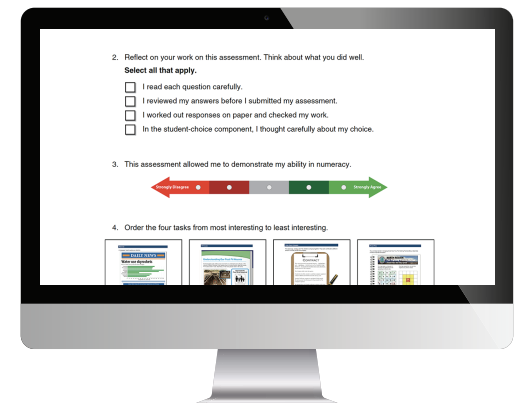 2. Reflect on your work on this assessment. Think about what you did well.
Select all that apply.
I read each question carefully.
I reviewed my answers before I submitted my assessment.
I worked out responses on paper and checked my work.
In the student-choice component, I thought carefully about my choice.
3. This assessment allowed me to demonstrate my ability in numeracy.
Strongly Disagree Strongly Agree
4. Order the four tasks from most interesting to least interesting.
DAILY NEWS
Water use skyrockets